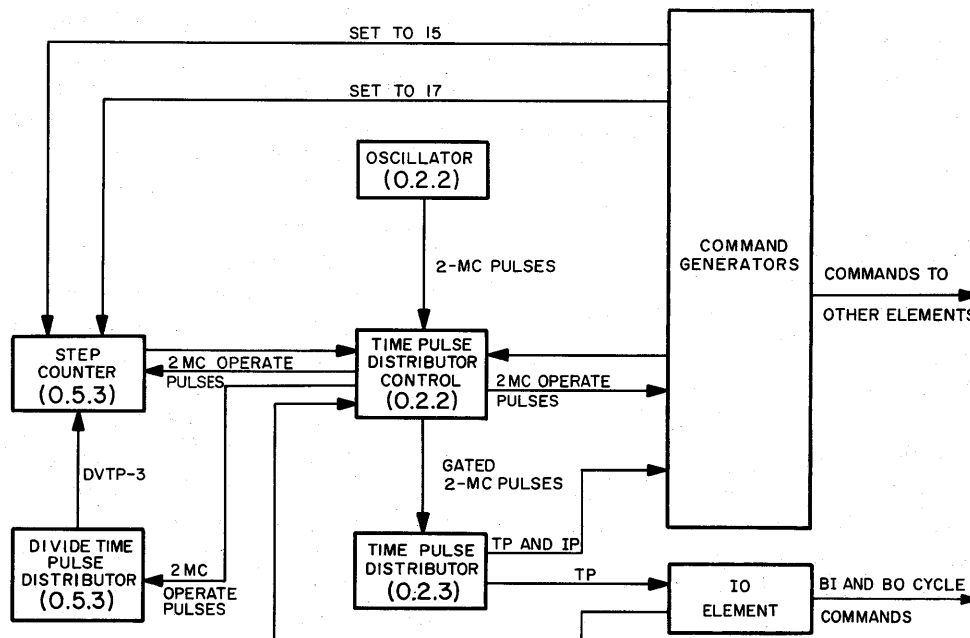 SET TO 15
SET TO 17
OSCILLATOR
(0.2.2)
2-MC PULSES
COMMAND
GENERATORS
COMMANDS TO
OTHER ELEMENTS
STEP
COUNTER
(0.5.3)
2 MC OPERATE
PULSES
TIME PULSE
DISTRIBUTOR
CONTROL
(0.2.2)
2 MC OPERATE
PULSES
DVTP-3
GATED
2-MC PULSES
DIVIDE TIME
PULSE
DISTRIBUTOR
(0.5.3)
2 MC
OPERATE
PULSES
TIME PULSE
DISTRIBUTOR
(0.2.3)
TP AND IP
TP
IO
ELEMENT
BI AND BO CYCLE
COMMANDS